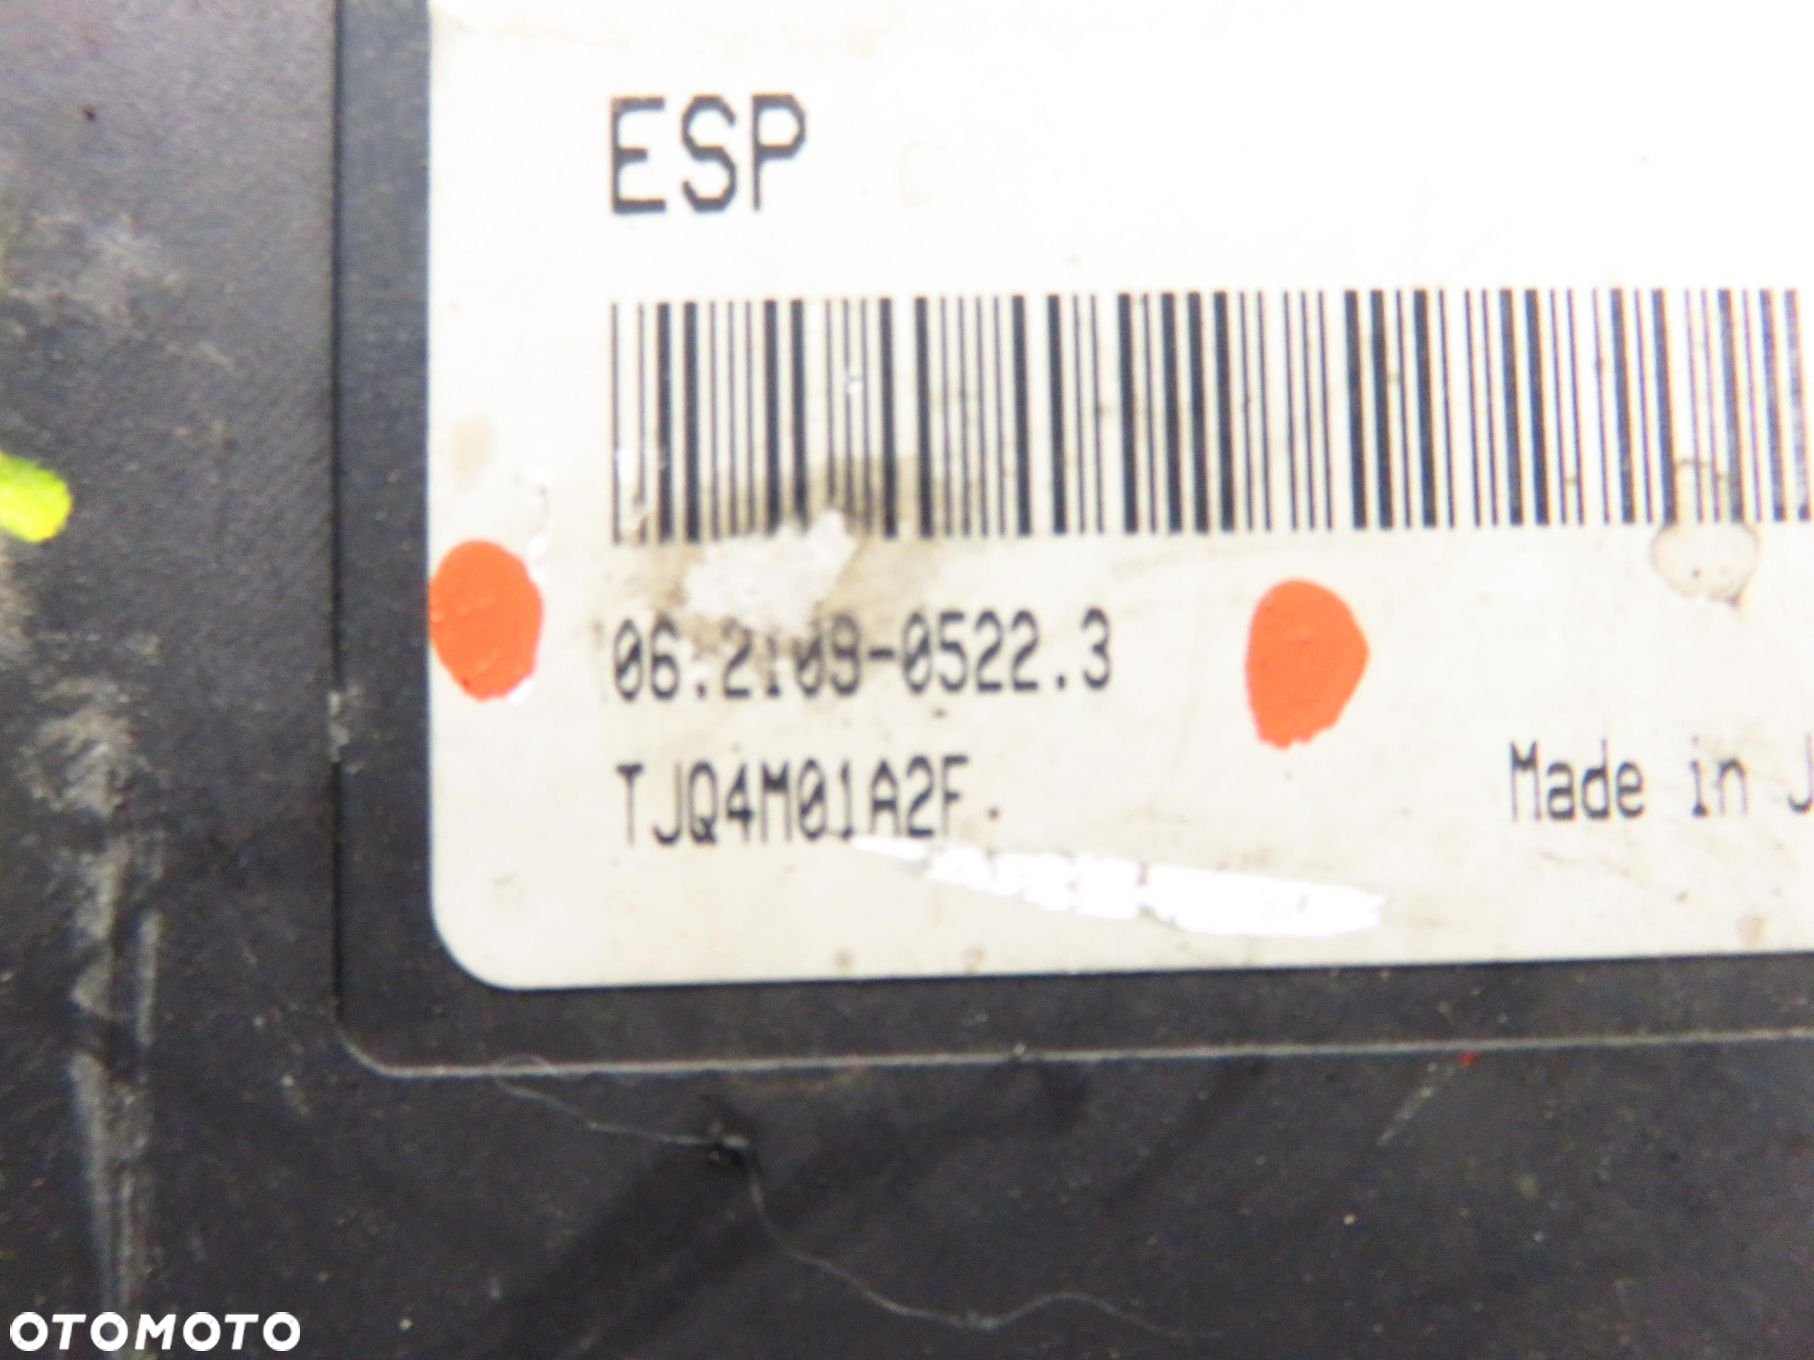 ESP
06.2109-0522.3
TJQ4M01A2F
Made in J
OTOMOTO